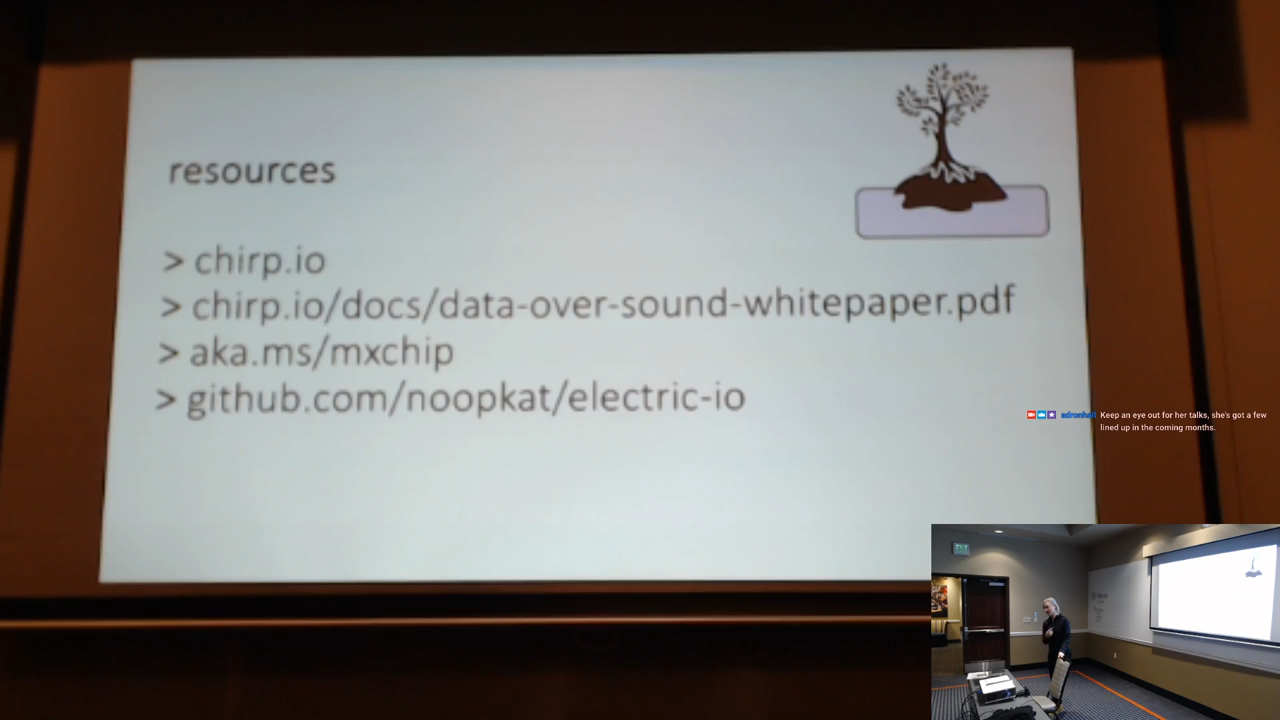 resources
> chirp.io
> chirp.io/docs/data-over-sound-whitepaper.pdf
> aka.ms/mxchip
> github.com/noopkat/electric-io
Keep an eye out for her talks, she's got a few
lined up in the coming months.